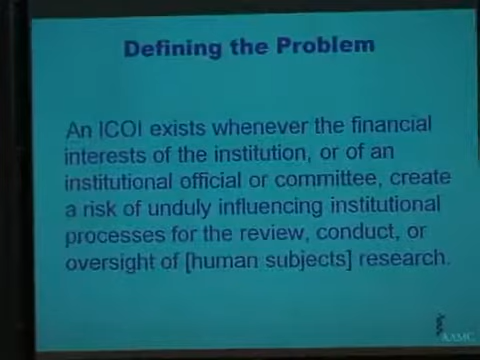 Defining the Problem
An ICOI exists whenever the financial
interests of the institution, or of an
institutional official or committee, create
a risk of unduly influencing institutional
processes for the review, conduct, or
oversight of [human subjects] research.
AAMC